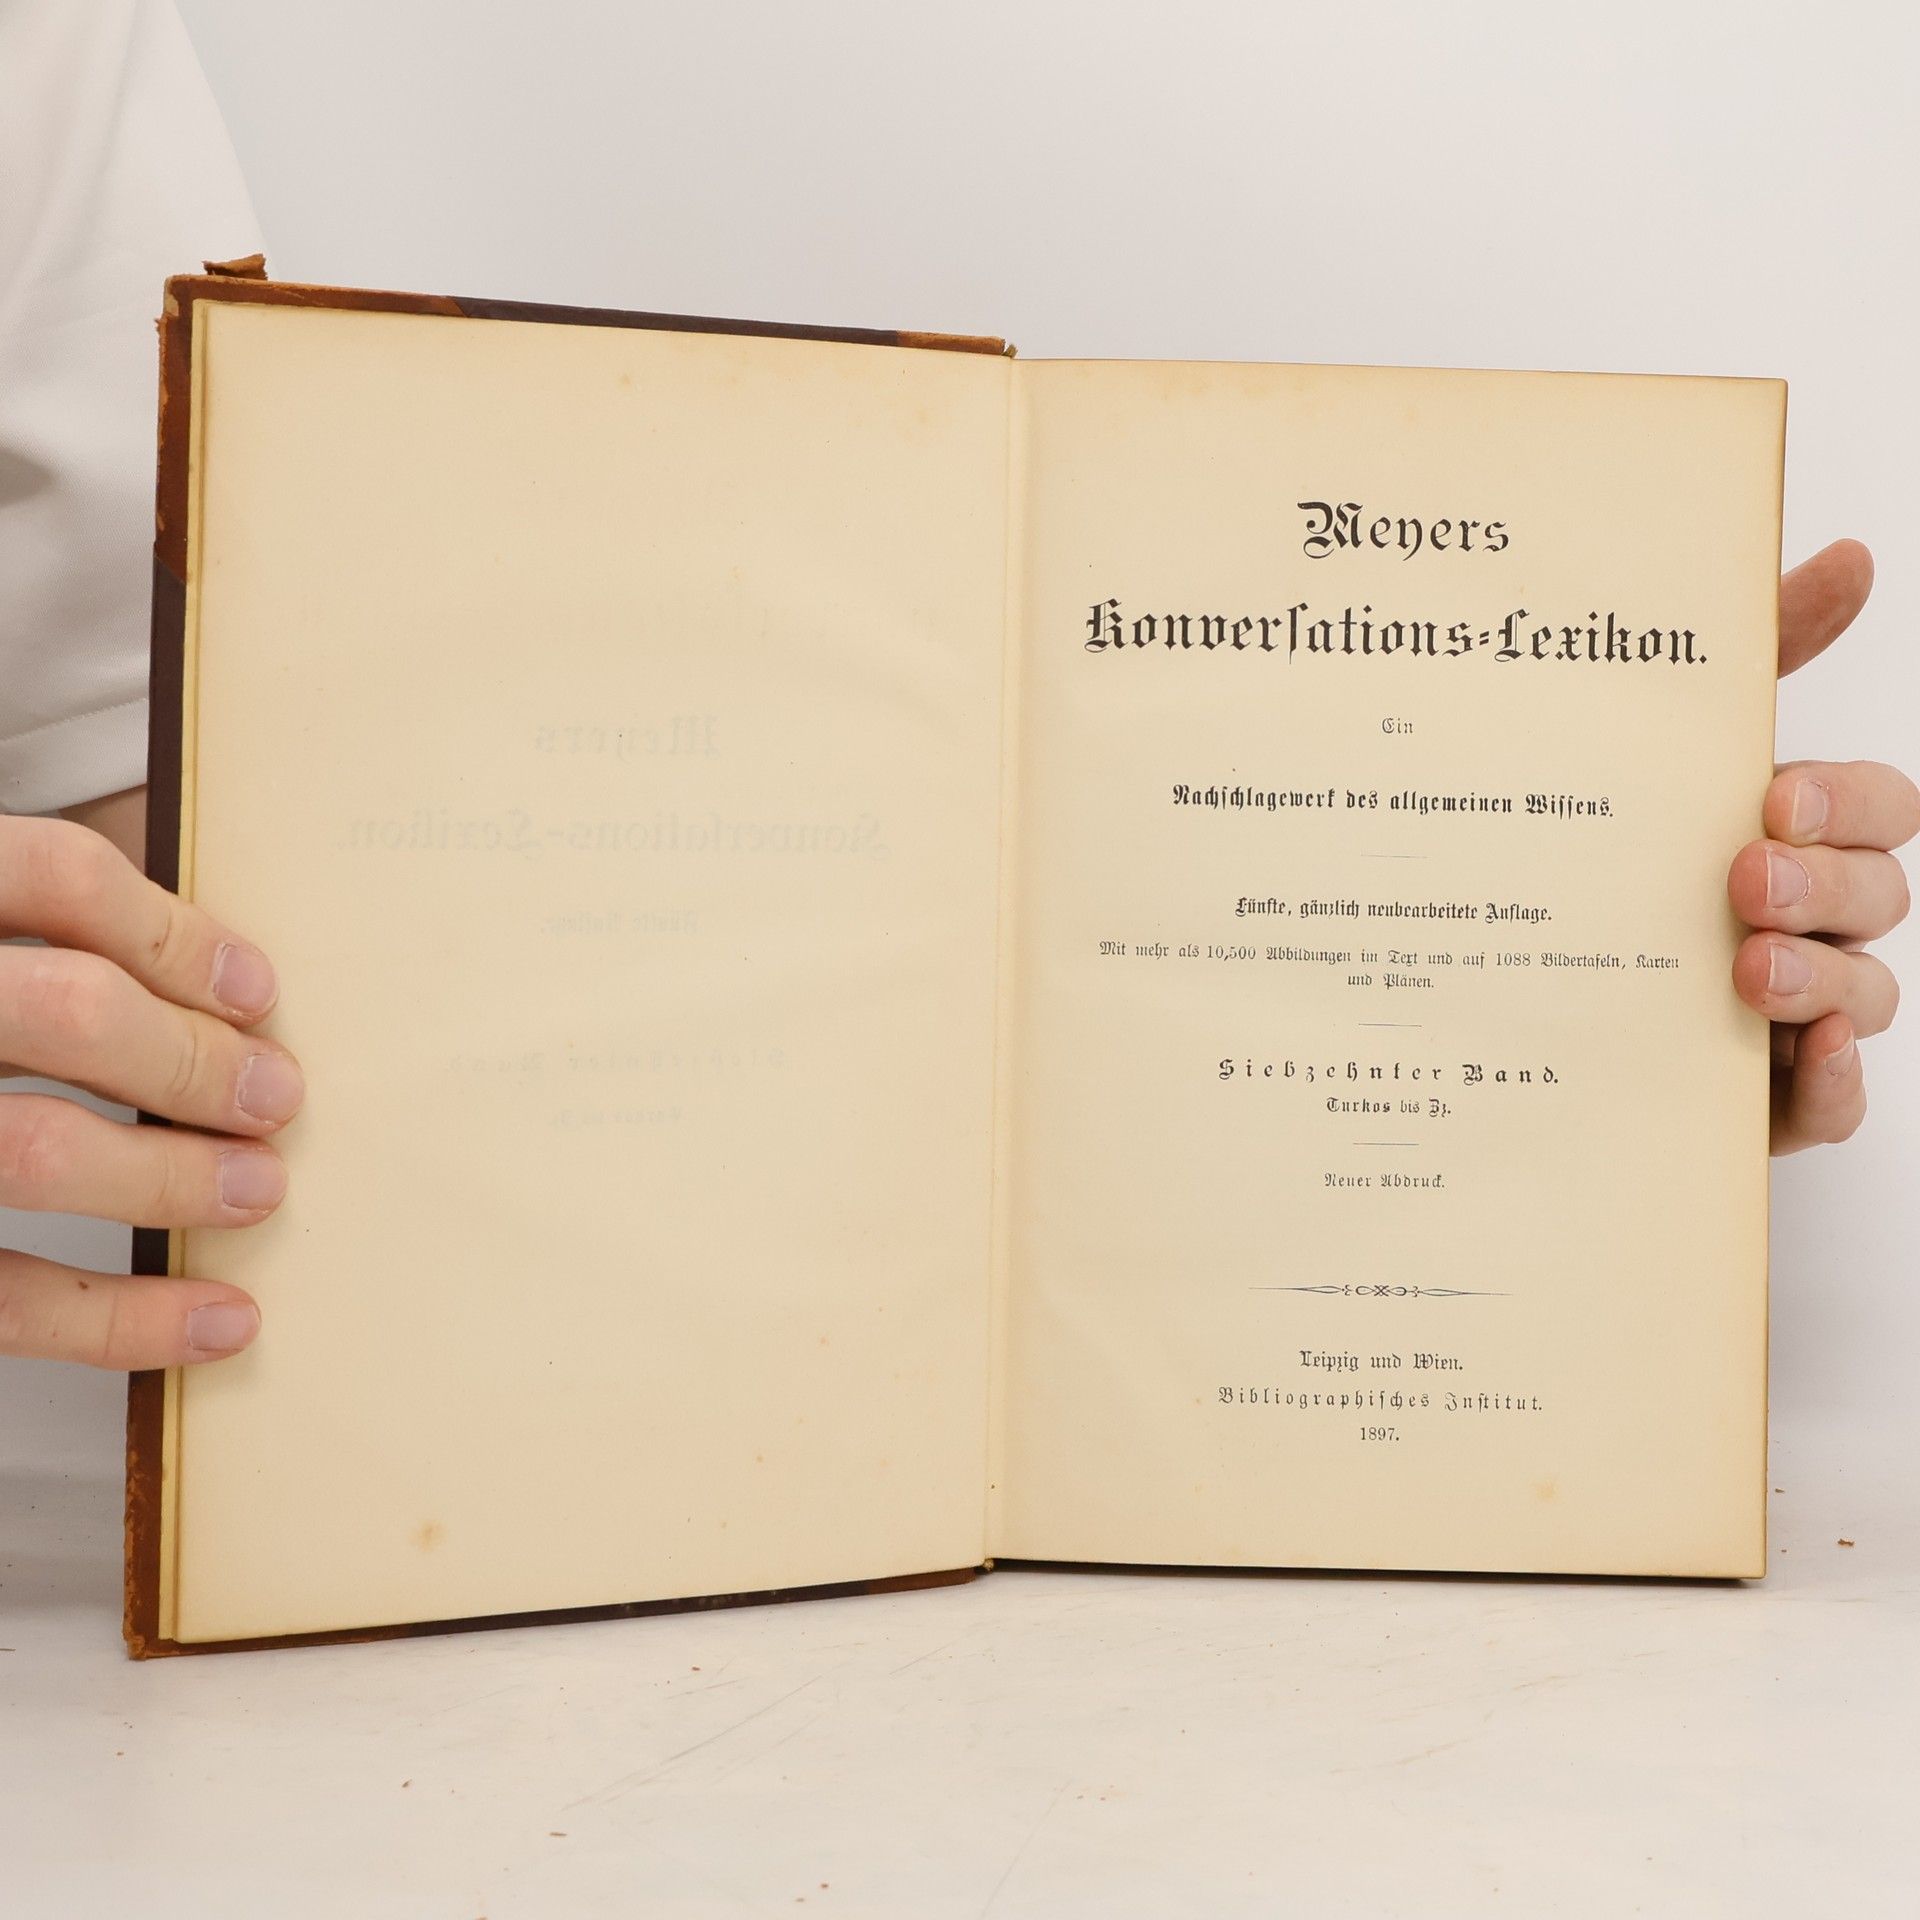 Meyers
Konverſations-Lexikon.
Ein
Nachſchlagewerk des allgemeinen Wiſſens.
Fünfte, gänzlich neubearbeitete Auflage.
Mit mehr als 10,500 Abbildungen im Text und auf 1088 Bildertafeln, Karten
und Plänen.
Siebzehnter Band.
Turkos bis Zz.
Neuer Abdruck.
Leipzig und Wien.
Bibliographiſches Inſtitut.
1897.